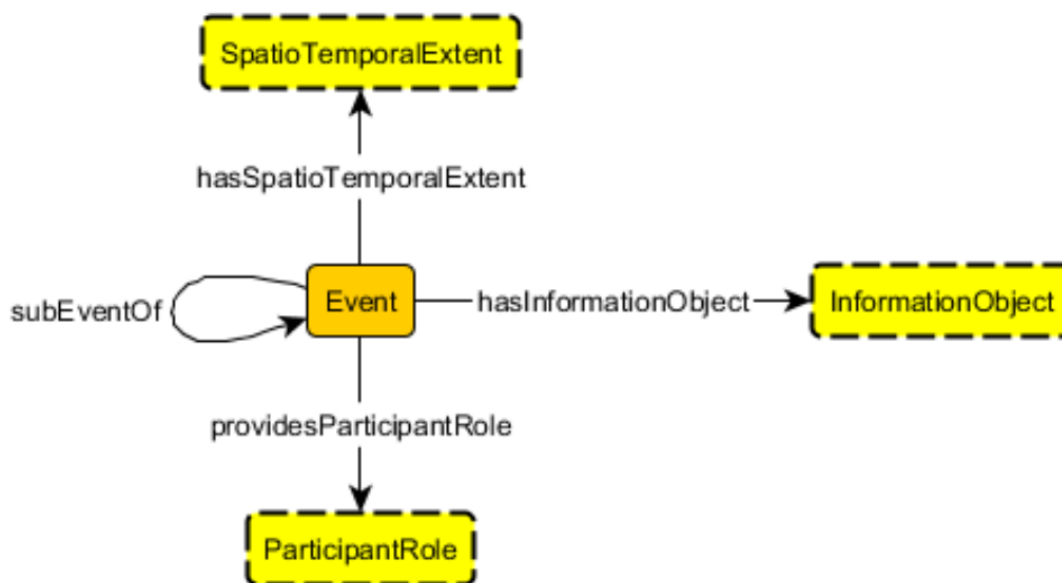 SpatioTemporalExtent
hasSpatioTemporalExtent
subEventOf
Event
hasInformationObject
InformationObject
providesParticipantRole
ParticipantRole